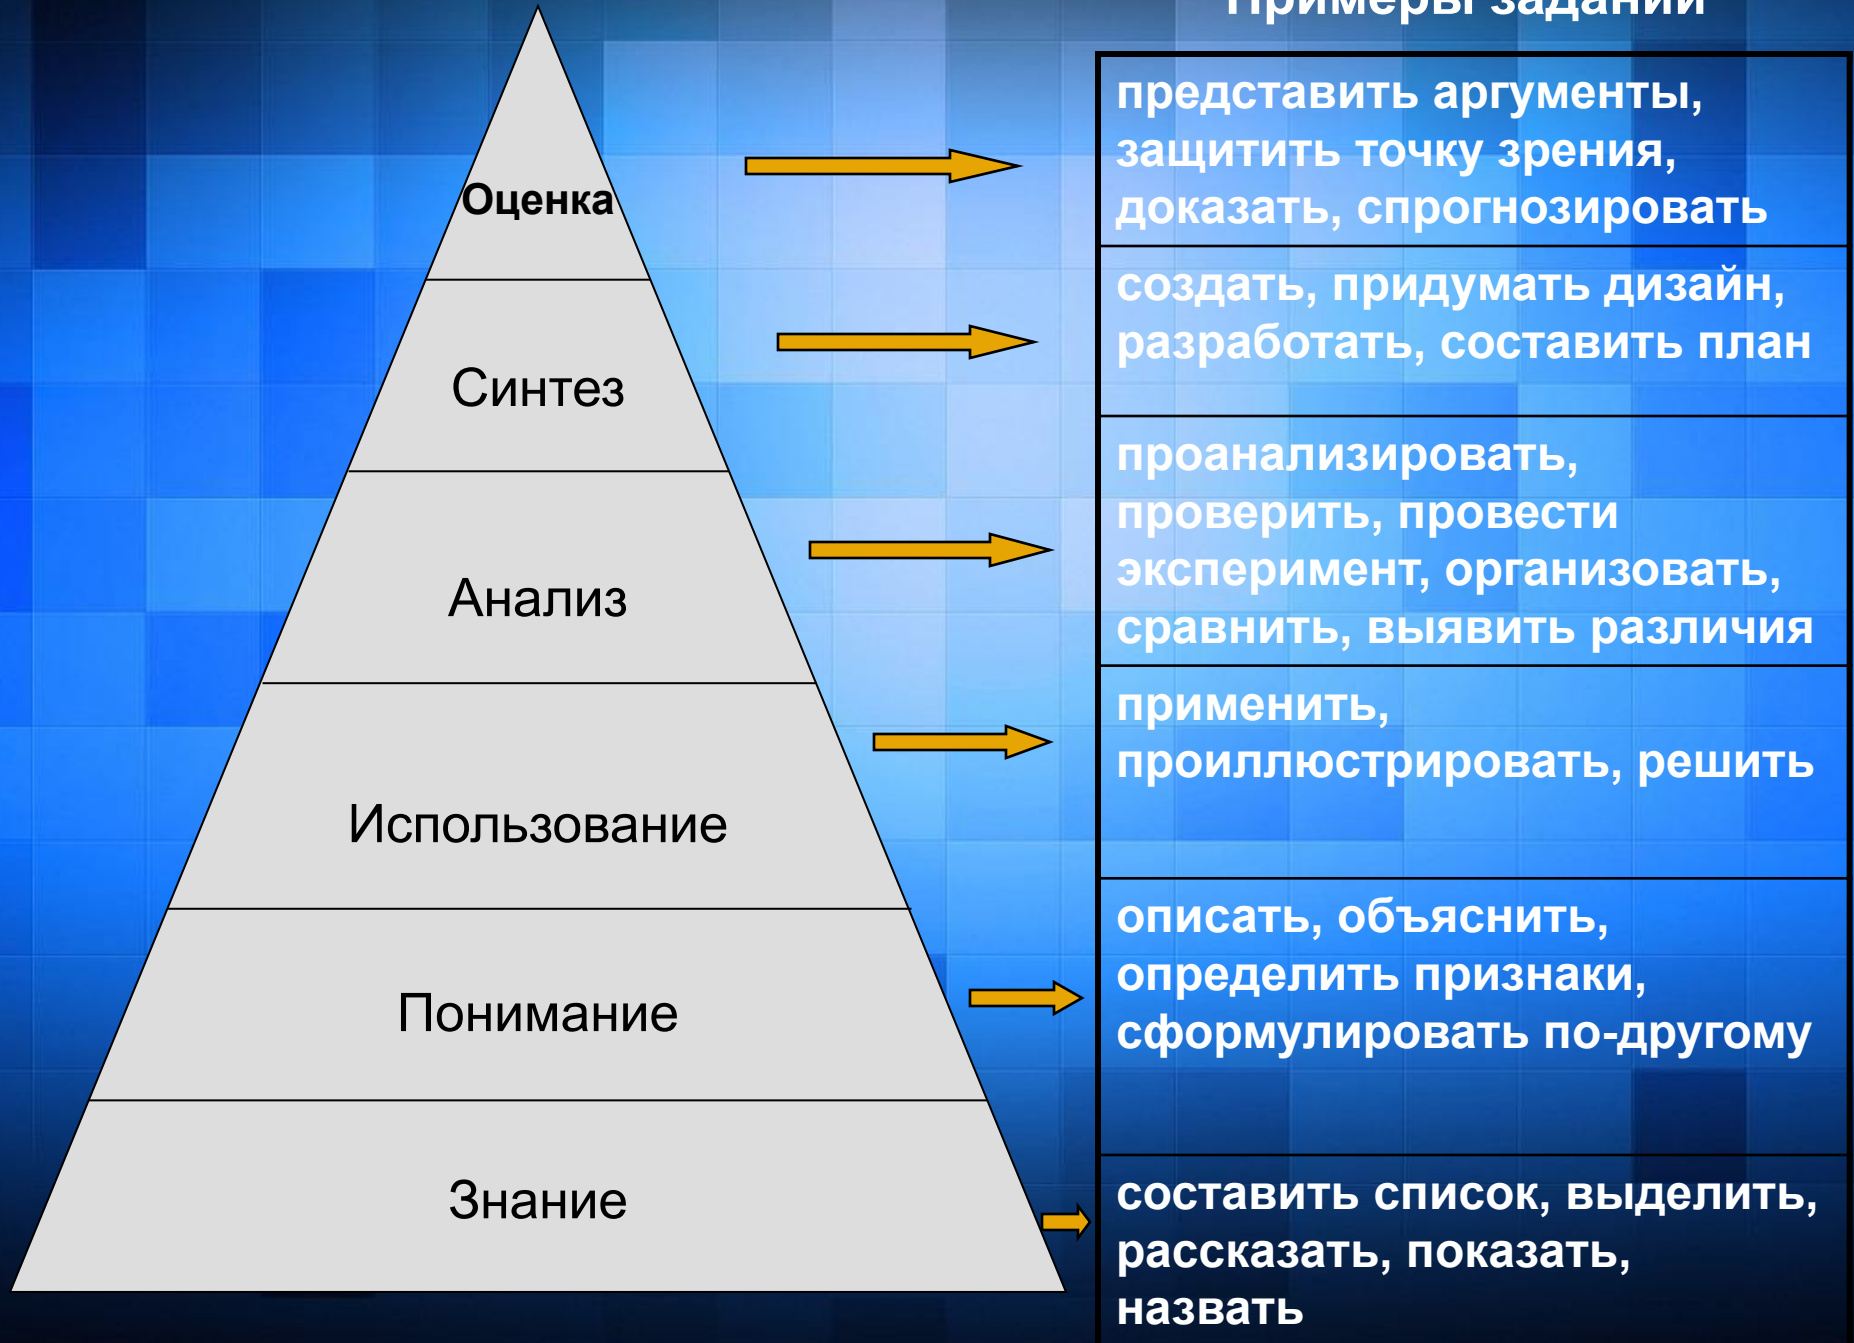 Примеры заданий
Оценка
Синтез
Анализ
Использование
Понимание
Знание
представить аргументы,
защитить точку зрения,
доказать, спрогнозировать
создать, придумать дизайн,
разработать, составить план
проанализировать,
проверить, провести
эксперимент, организовать,
сравнить, выявить различия
применить,
проиллюстрировать, решить
описать, объяснить,
определить признаки,
сформулировать по-другому
составить список, выделить,
рассказать, показать,
назвать